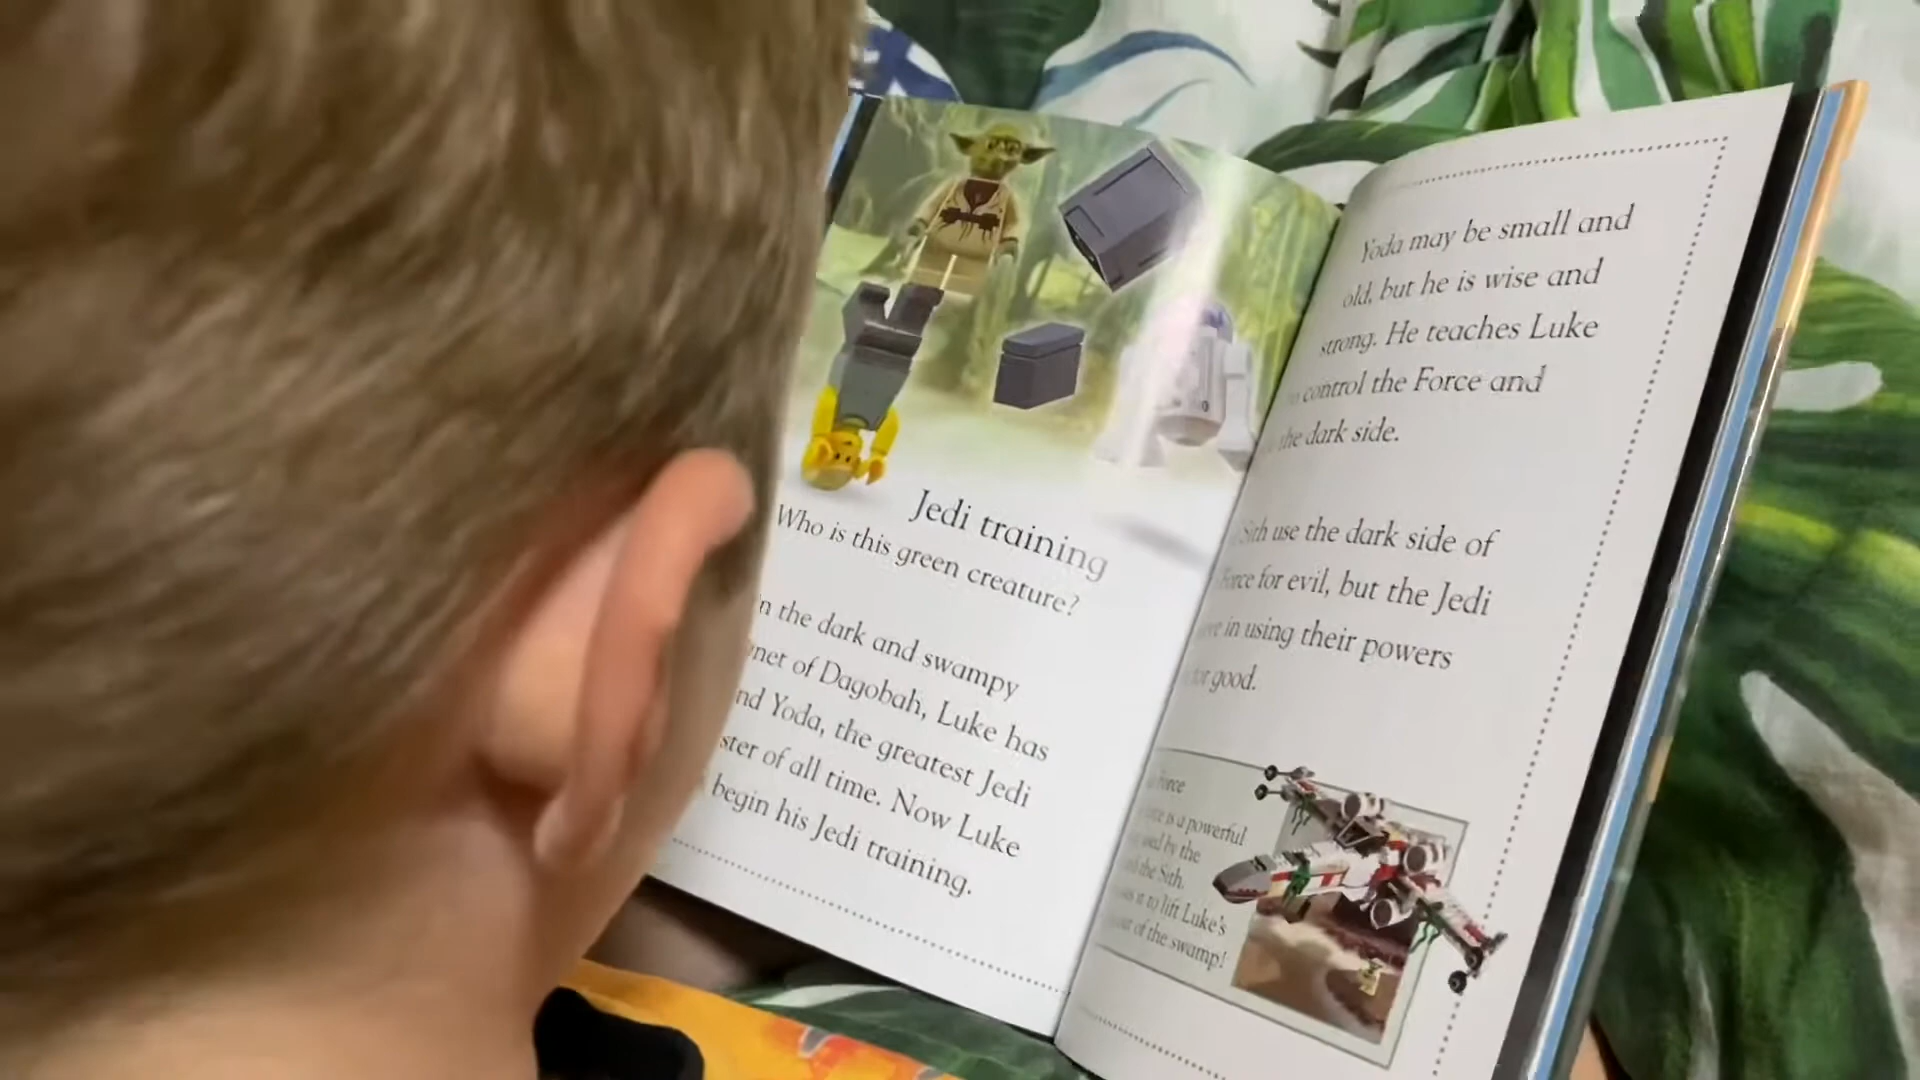 Jedi training
Who is this green creature?
n the dark and swampy
net of Dagobah, Luke has
nd Yoda, the greatest Jedi
ster of all time. Now Luke
begin his Jedi training.
Yoda may be small and
old, but he is wise and
strong. He teaches Luke
to control the Force and
the dark side.
Sith use the dark side of
Force for evil, but the Jedi
in using their powers
for good.
Force
is a powerful
used by the
the Sith.
it to lift Luke's
out of the swamp!